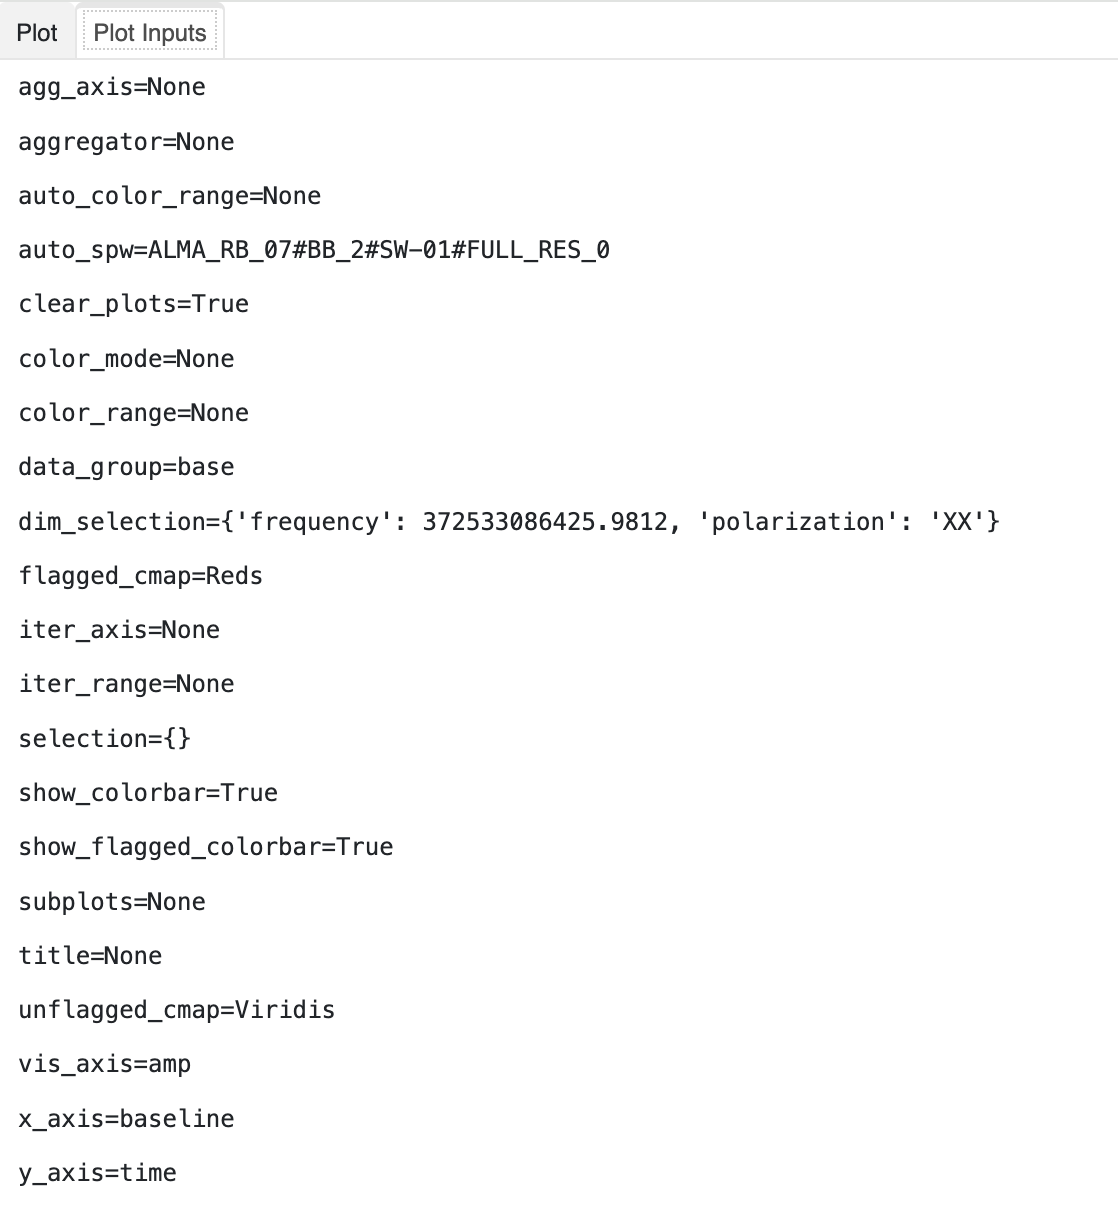 Plot Plot Inputs
agg_axis=None
aggregator=None
auto_color_range=None
auto_spw=ALMA_RB_07#BB_2#SW-01#FULL_RES_0
clear_plots=True
color_mode=None
color_range=None
data_group=base
dim_selection={'frequency': 372533086425.9812, 'polarization': 'XX'}
flagged_cmap=Reds
iter_axis=None
iter_range=None
selection={}
show_colorbar=True
show_flagged_colorbar=True
subplots=None
title=None
unflagged_cmap=Viridis
vis_axis=amp
x_axis=baseline
y_axis=time